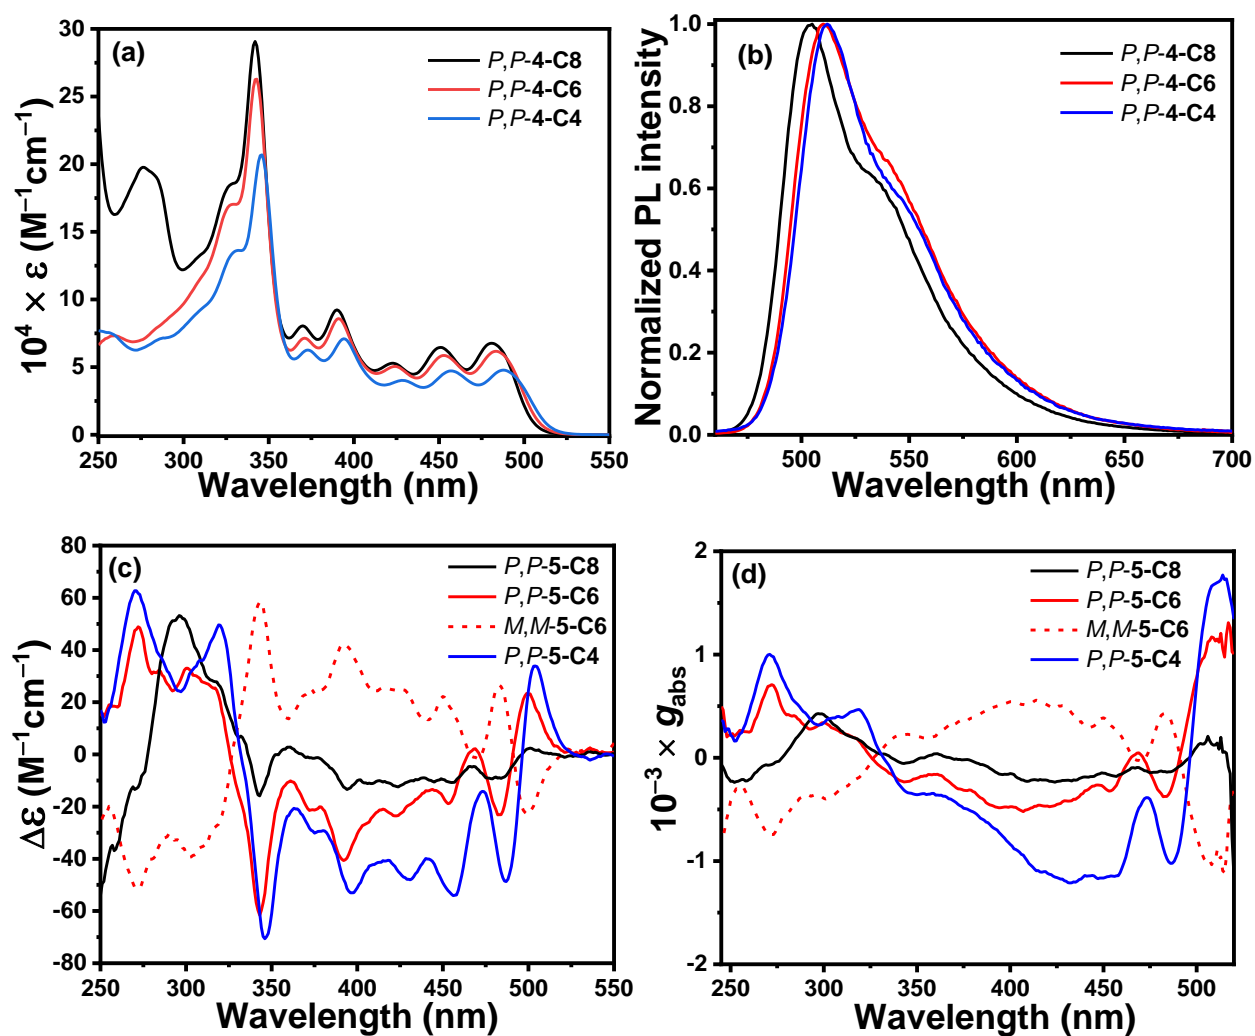 (a)
P,P-4-C8
P,P-4-C6
P,P-4-C4
10⁴ × ε (M⁻¹cm⁻¹)
30
25
20
15
10
5
0
250 300 350 400 450 500 550
Wavelength (nm)
(b)
P,P-4-C8
P,P-4-C6
P,P-4-C4
Normalized PL intensity
1.0
0.8
0.6
0.4
0.2
0.0
500 550 600 650 700
Wavelength (nm)
(c)
P,P-5-C8
P,P-5-C6
M,M-5-C6
P,P-5-C4
Δε (M⁻¹cm⁻¹)
80
60
40
20
0
-20
-40
-60
-80
250 300 350 400 450 500 550
Wavelength (nm)
(d)
P,P-5-C8
P,P-5-C6
M,M-5-C6
P,P-5-C4
10⁻³ × g_abs
2
1
0
-1
-2
250 300 350 400 450 500
Wavelength (nm)